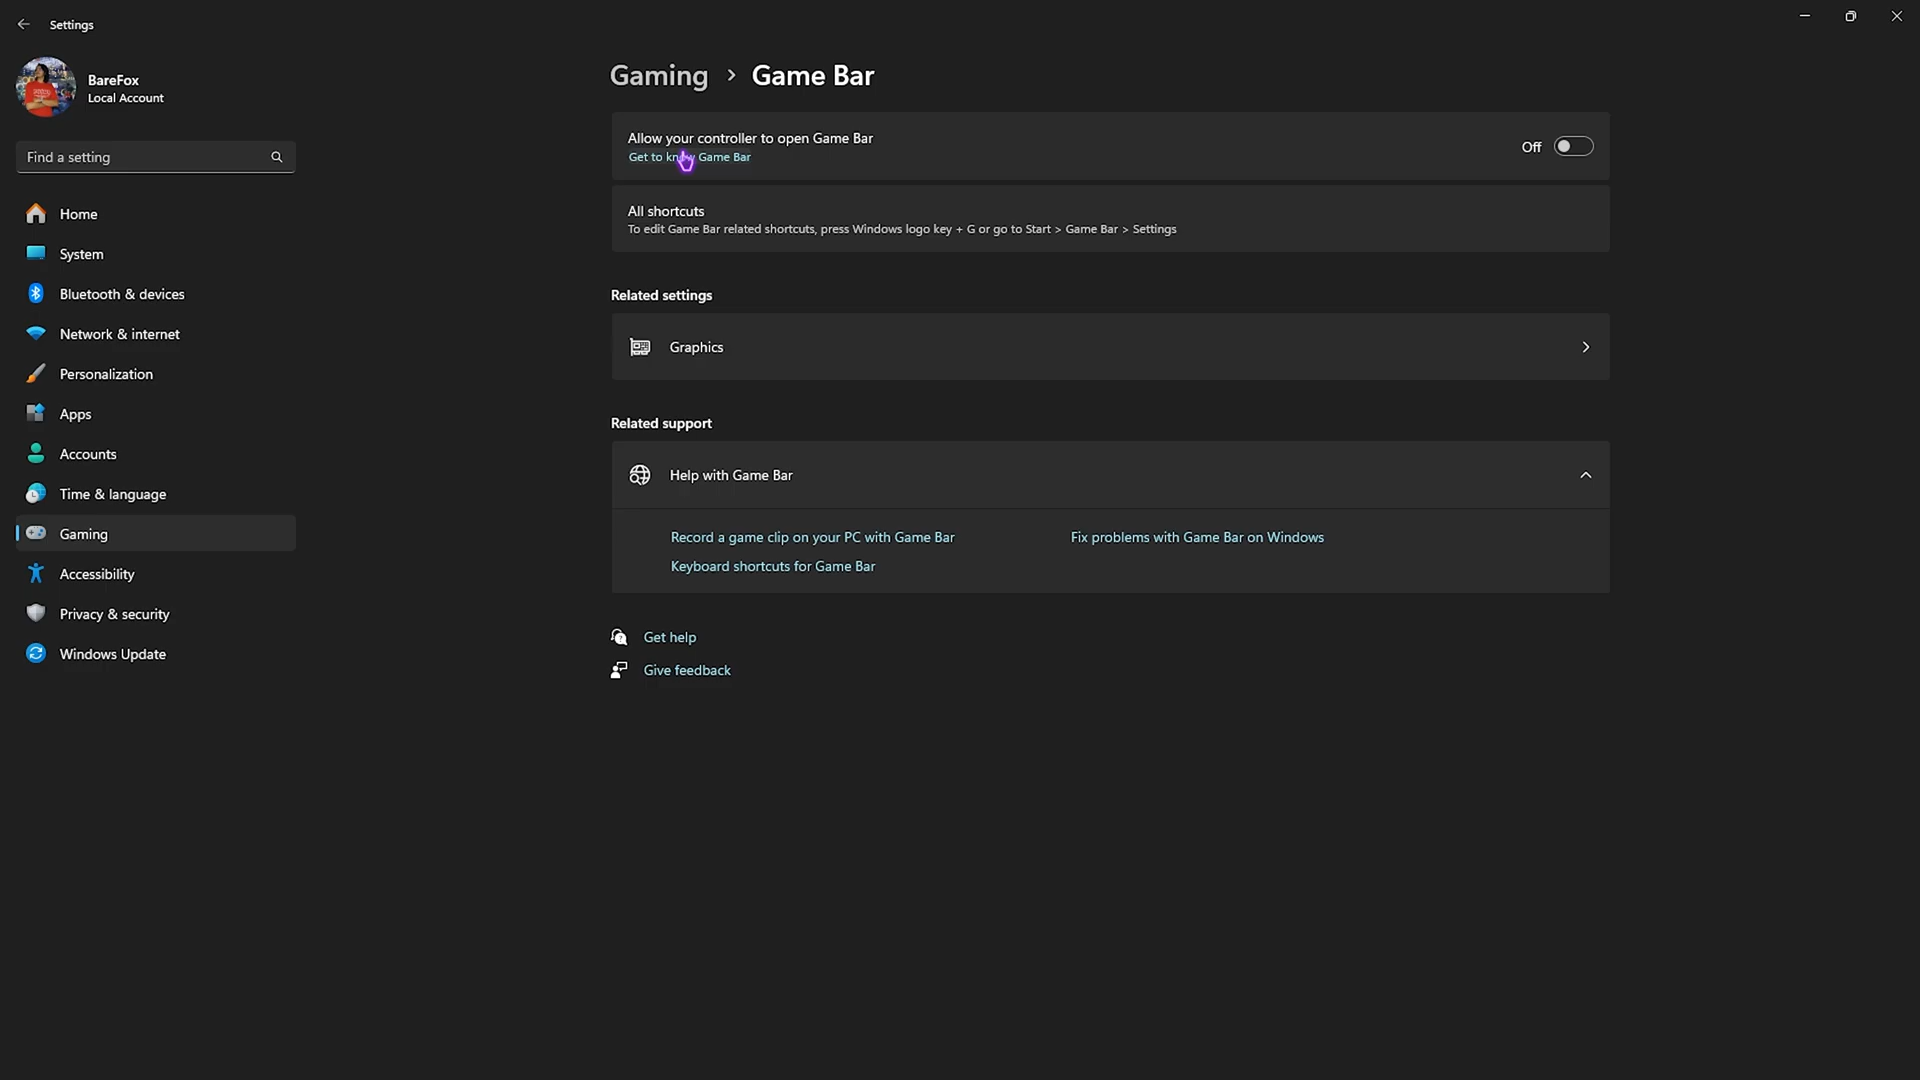 Settings
BareFox
Local Account
Find a setting
Home
System
Bluetooth & devices
Network & internet
Personalization
Apps
Accounts
Time & language
Gaming
Accessibility
Privacy & security
Windows Update
Gaming > Game Bar
Allow your controller to open Game Bar
Get to know Game Bar
Off
All shortcuts
To edit Game Bar related shortcuts, press Windows logo key + G or go to Start > Game Bar > Settings
Related settings
Graphics
Related support
Help with Game Bar
Record a game clip on your PC with Game Bar
Fix problems with Game Bar on Windows
Keyboard shortcuts for Game Bar
Get help
Give feedback